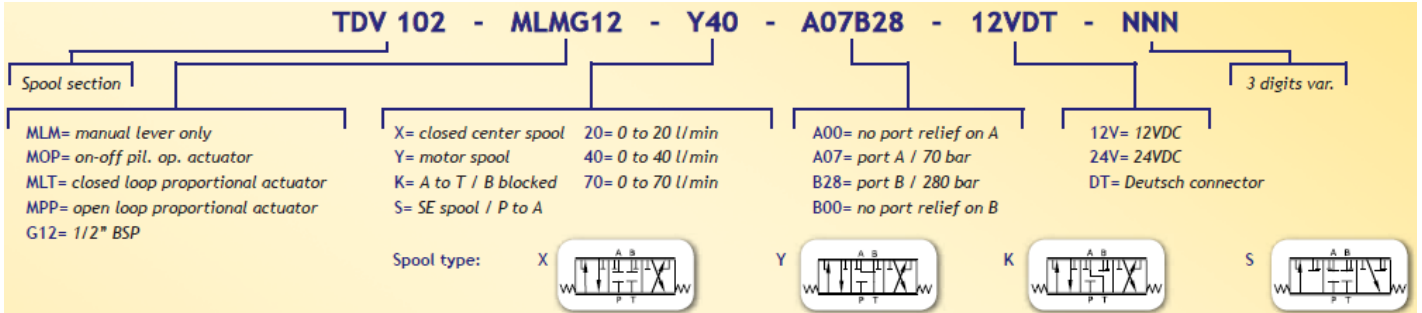 TDV 102 - MLMG12 - Y40 - A07B28 - 12VDT - NNN
Spool section
3 digits var.
MLM= manual lever only
MOP= on-off pil. op. actuator
MLT= closed loop proportional actuator
MPP= open loop proportional actuator
G12= 1/2" BSP
X= closed center spool 20= 0 to 20 l/min
Y= motor spool 40= 0 to 40 l/min
K= A to T / B blocked 70= 0 to 70 l/min
S= SE spool / P to A
A00= no port relief on A
A07= port A / 70 bar
B28= port B / 280 bar
B00= no port relief on B
12V= 12VDC
24V= 24VDC
DT= Deutsch connector
Spool type: X Y K S
A B
P T
A B
P T
A B
P T
A B
P T